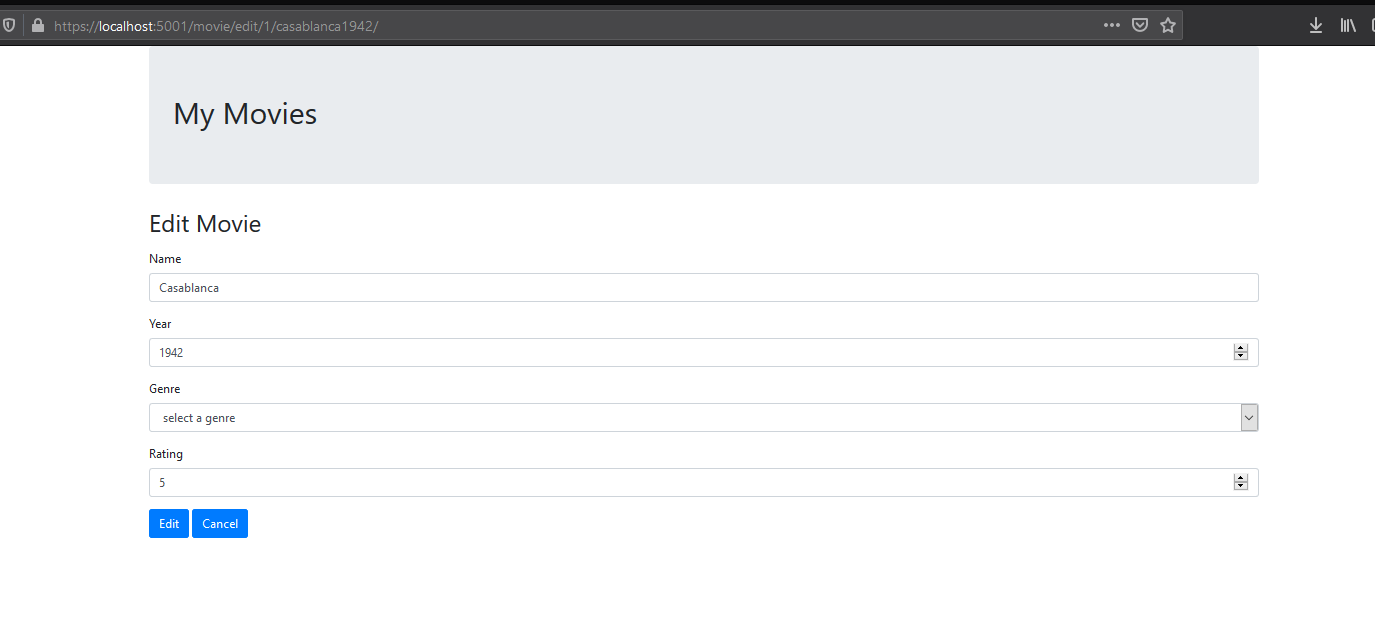 https://localhost:5001/movie/edit/1/casablanca1942/
My Movies
Edit Movie
Name
Casablanca
Year
1942
Genre
select a genre
Rating
5
Edit Cancel